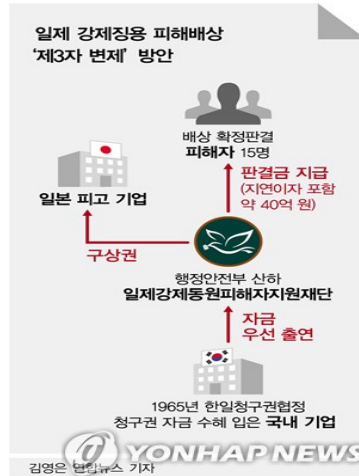 일제 강제징용 피해배상
‘제3자 변제’ 방안
배상 확정판결
피해자 15명
판결금 지급
(지연이자 포함
약 40억 원)
일본 피고 기업
구상권
행정안전부 산하
일제강제동원피해자지원재단
자금
우선 출연
1965년 한일청구권협정
청구권 자금 수혜 입은 국내 기업
YONHAP NEWS
김영은 연합뉴스 기자